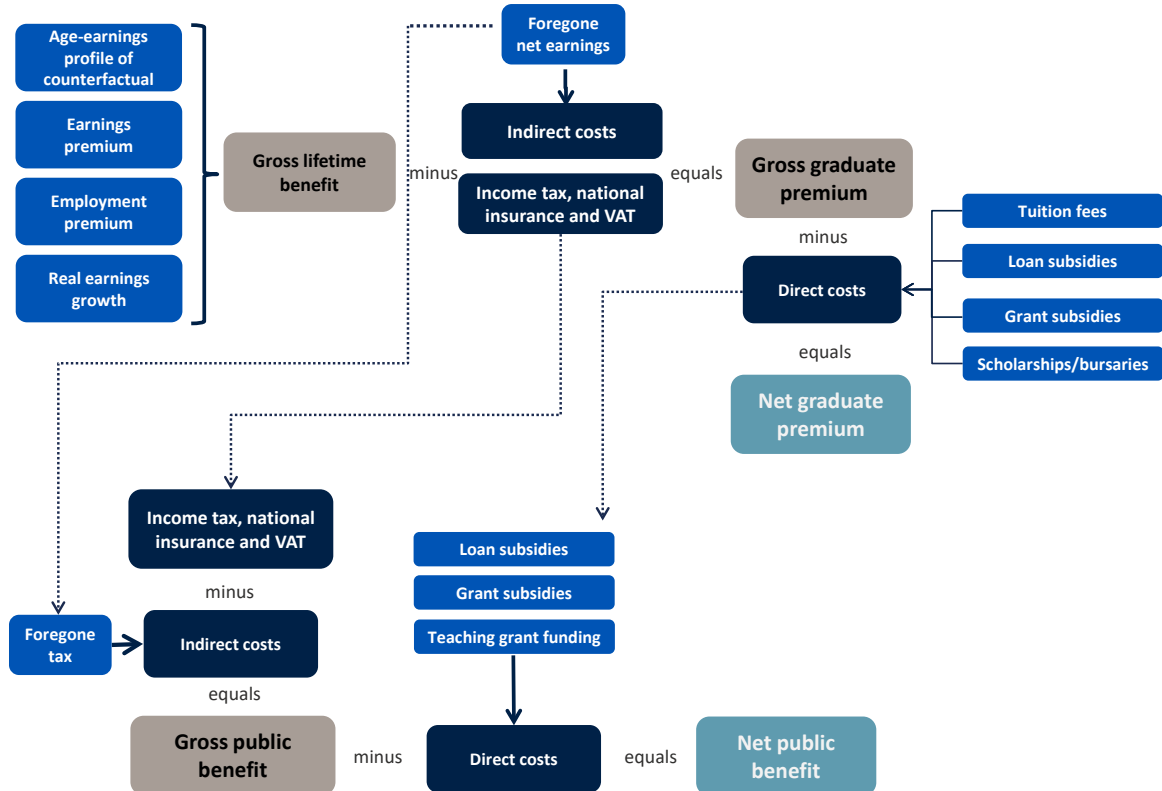 Age-earnings
profile of
counterfactual
Earnings
premium
Employment
premium
Real earnings
growth
Gross lifetime
benefit
minus
Foregone
net earnings
Indirect costs
Income tax, national
insurance and VAT
equals
Gross graduate
premium
minus
Direct costs
equals
Net graduate
premium
Tuition fees
Loan subsidies
Grant subsidies
Scholarships/bursaries
Income tax, national
insurance and VAT
minus
Foregone
tax
Indirect costs
equals
Gross public
benefit
minus
Loan subsidies
Grant subsidies
Teaching grant funding
Direct costs
equals
Net public
benefit